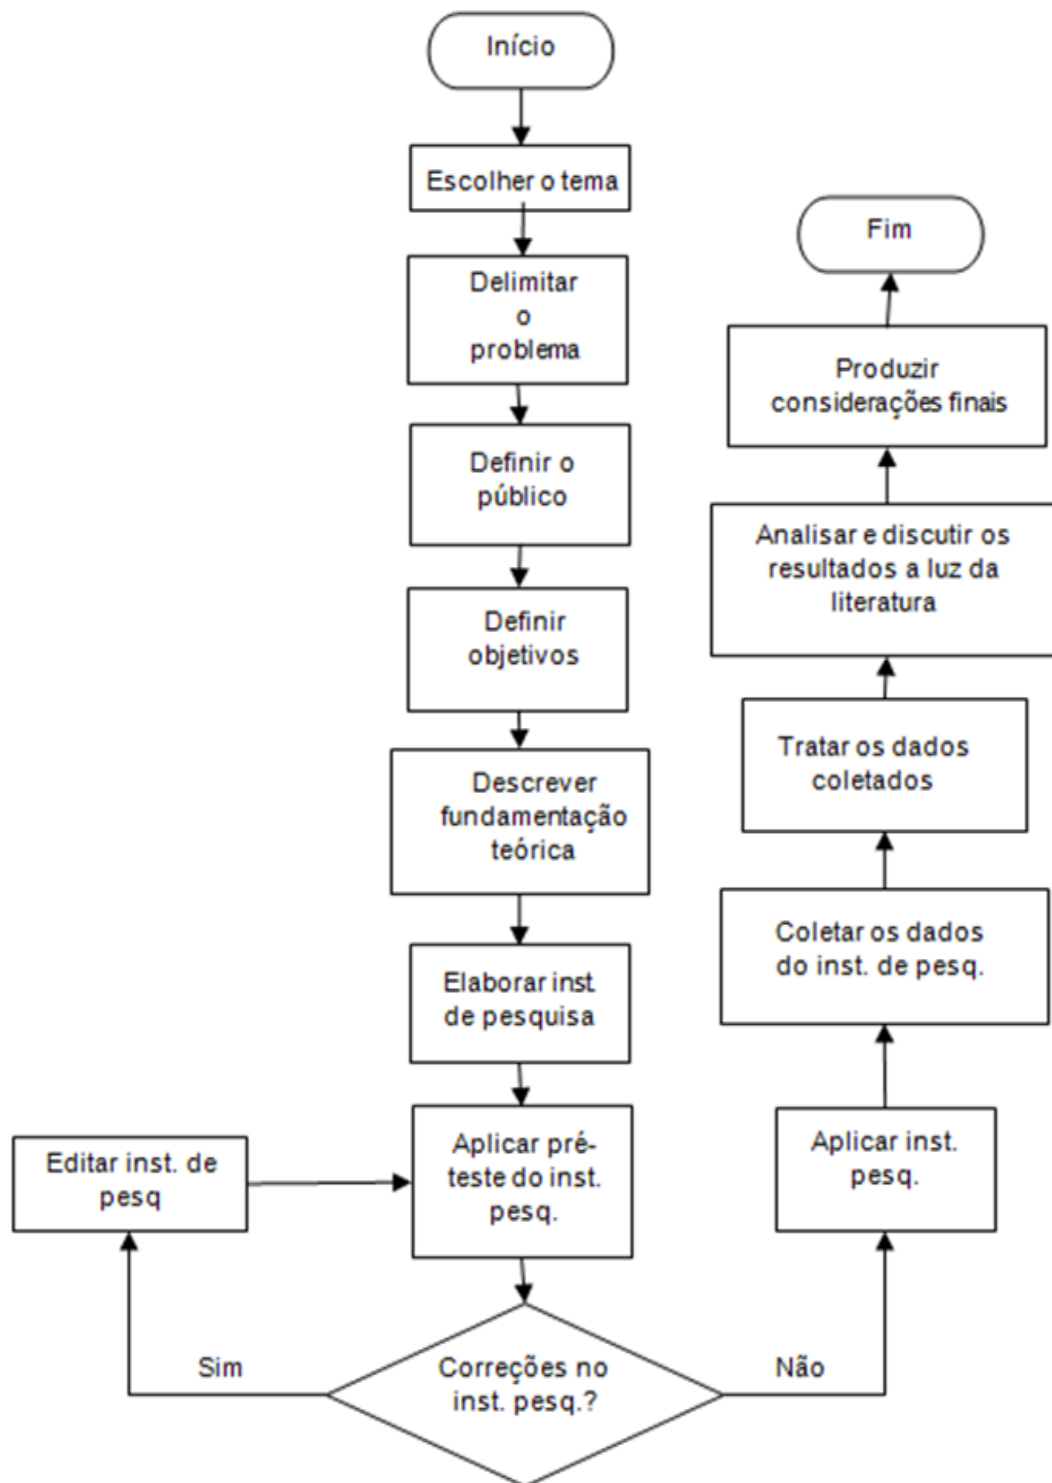 Início
Escolher o tema
Delimitar
o
problema
Definir o
público
Definir
objetivos
Descrever
fundamentação
teórica
Elaborar inst.
de pesquisa
Aplicar pré-
teste do inst.
pesq.
Correções no
inst. pesq.?
Sim
Editar inst. de
pesq
Não
Aplicar inst.
pesq.
Coletar os dados
do inst. de pesq.
Tratar os dados
coletados
Analisar e discutir os
resultados a luz da
literatura
Produzir
considerações finais
Fim